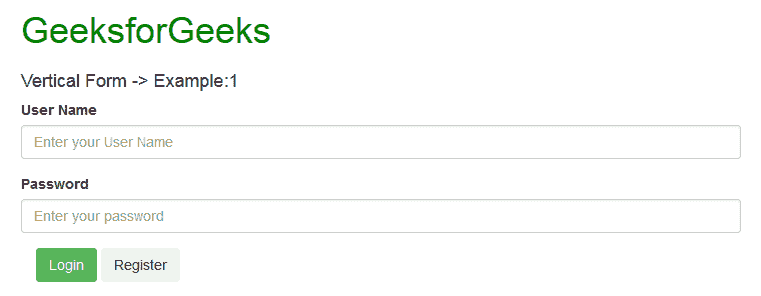 GeeksforGeeks
Vertical Form -> Example:1
User Name
Enter your User Name
Password
Enter your password
Login Register